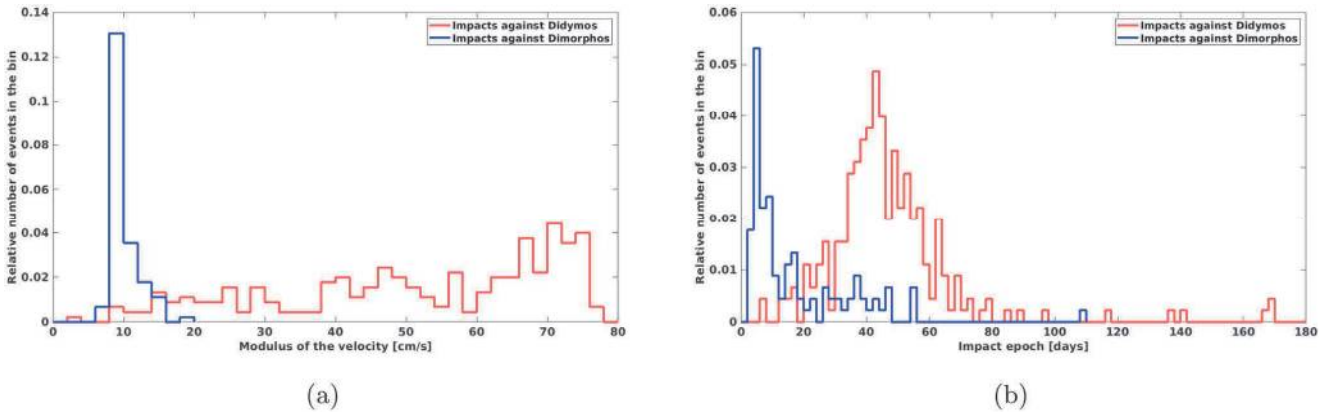 0.14
0.12
0.1
0.08
0.06
0.04
0.02
0
Relative number of events in the bin
0 10 20 30 40 50 60 70 80
Modulus of the velocity [cm/s]
Impacts against Didymos
Impacts against Dimorphos
(a)
0.06
0.05
0.04
0.03
0.02
0.01
0
Relative number of events in the bin
0 20 40 60 80 100 120 140 160 180
Impact epoch [days]
Impacts against Didymos
Impacts against Dimorphos
(b)